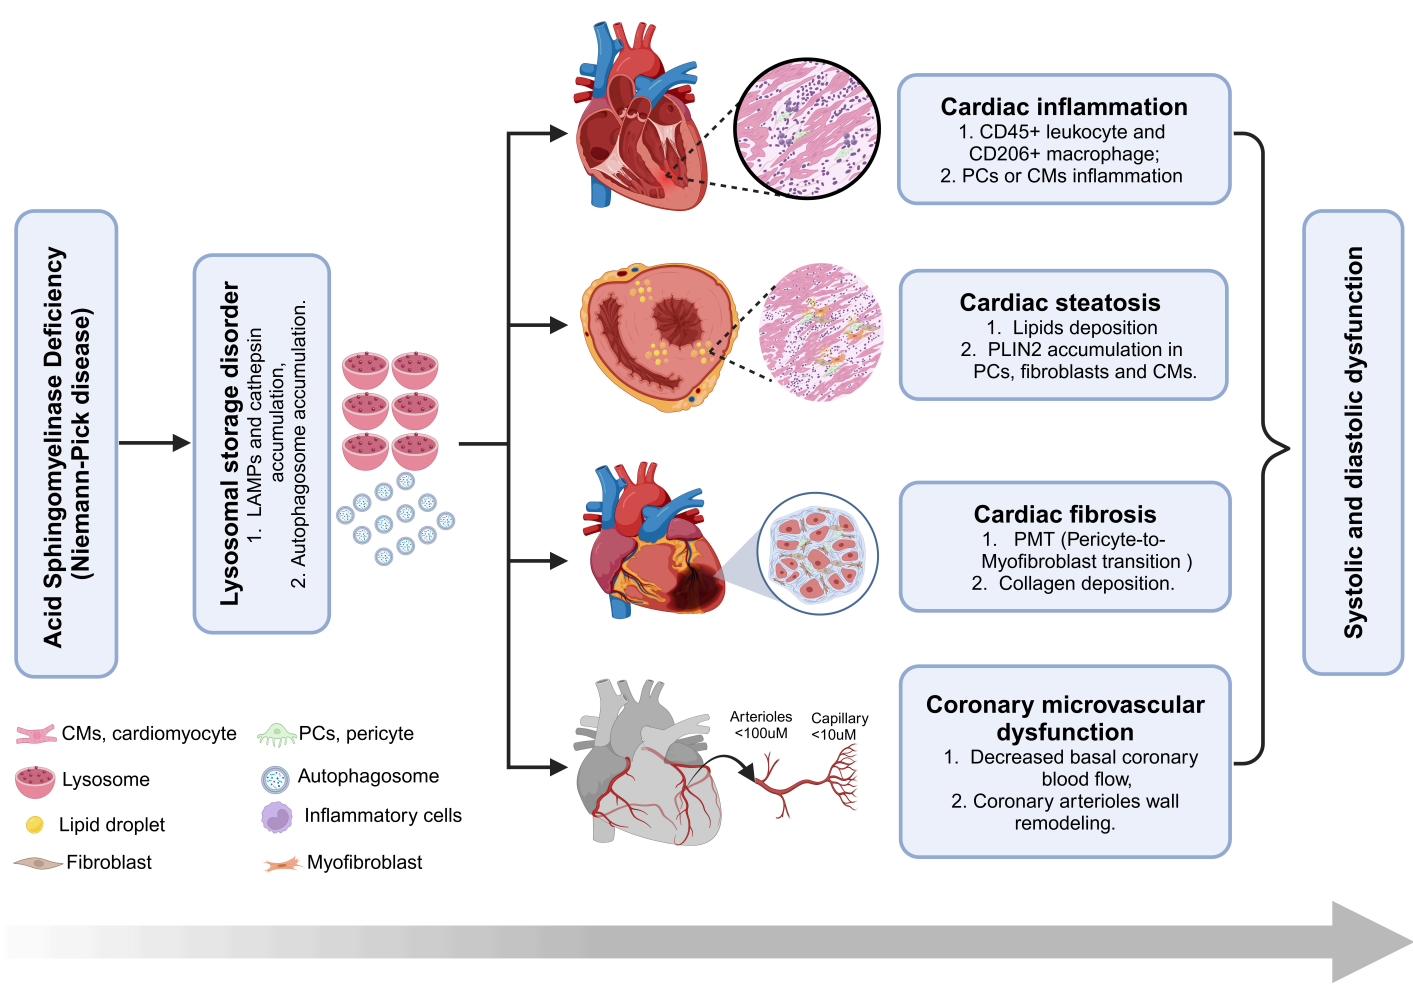 Acid Sphingomyelinase Deficiency
(Niemann-Pick disease)
Lysosomal storage disorder
1. LAMPs and cathepsin
accumulation,
2. Autophagosome accumulation.
Cardiac inflammation
1. CD45+ leukocyte and
CD206+ macrophage;
2. PCs or CMs inflammation
Cardiac steatosis
1. Lipids deposition
2. PLIN2 accumulation in
PCs, fibroblasts and CMs.
Cardiac fibrosis
1. PMT (Pericyte-to-
Myofibroblast transition )
2. Collagen deposition.
Arterioles
<100uM
Capillary
<10uM
Coronary microvascular
dysfunction
1. Decreased basal coronary
blood flow,
2. Coronary arterioles wall
remodeling.
Systolic and diastolic dysfunction
CMs, cardiomyocyte
PCs, pericyte
Lysosome
Autophagosome
Lipid droplet
Inflammatory cells
Fibroblast
Myofibroblast